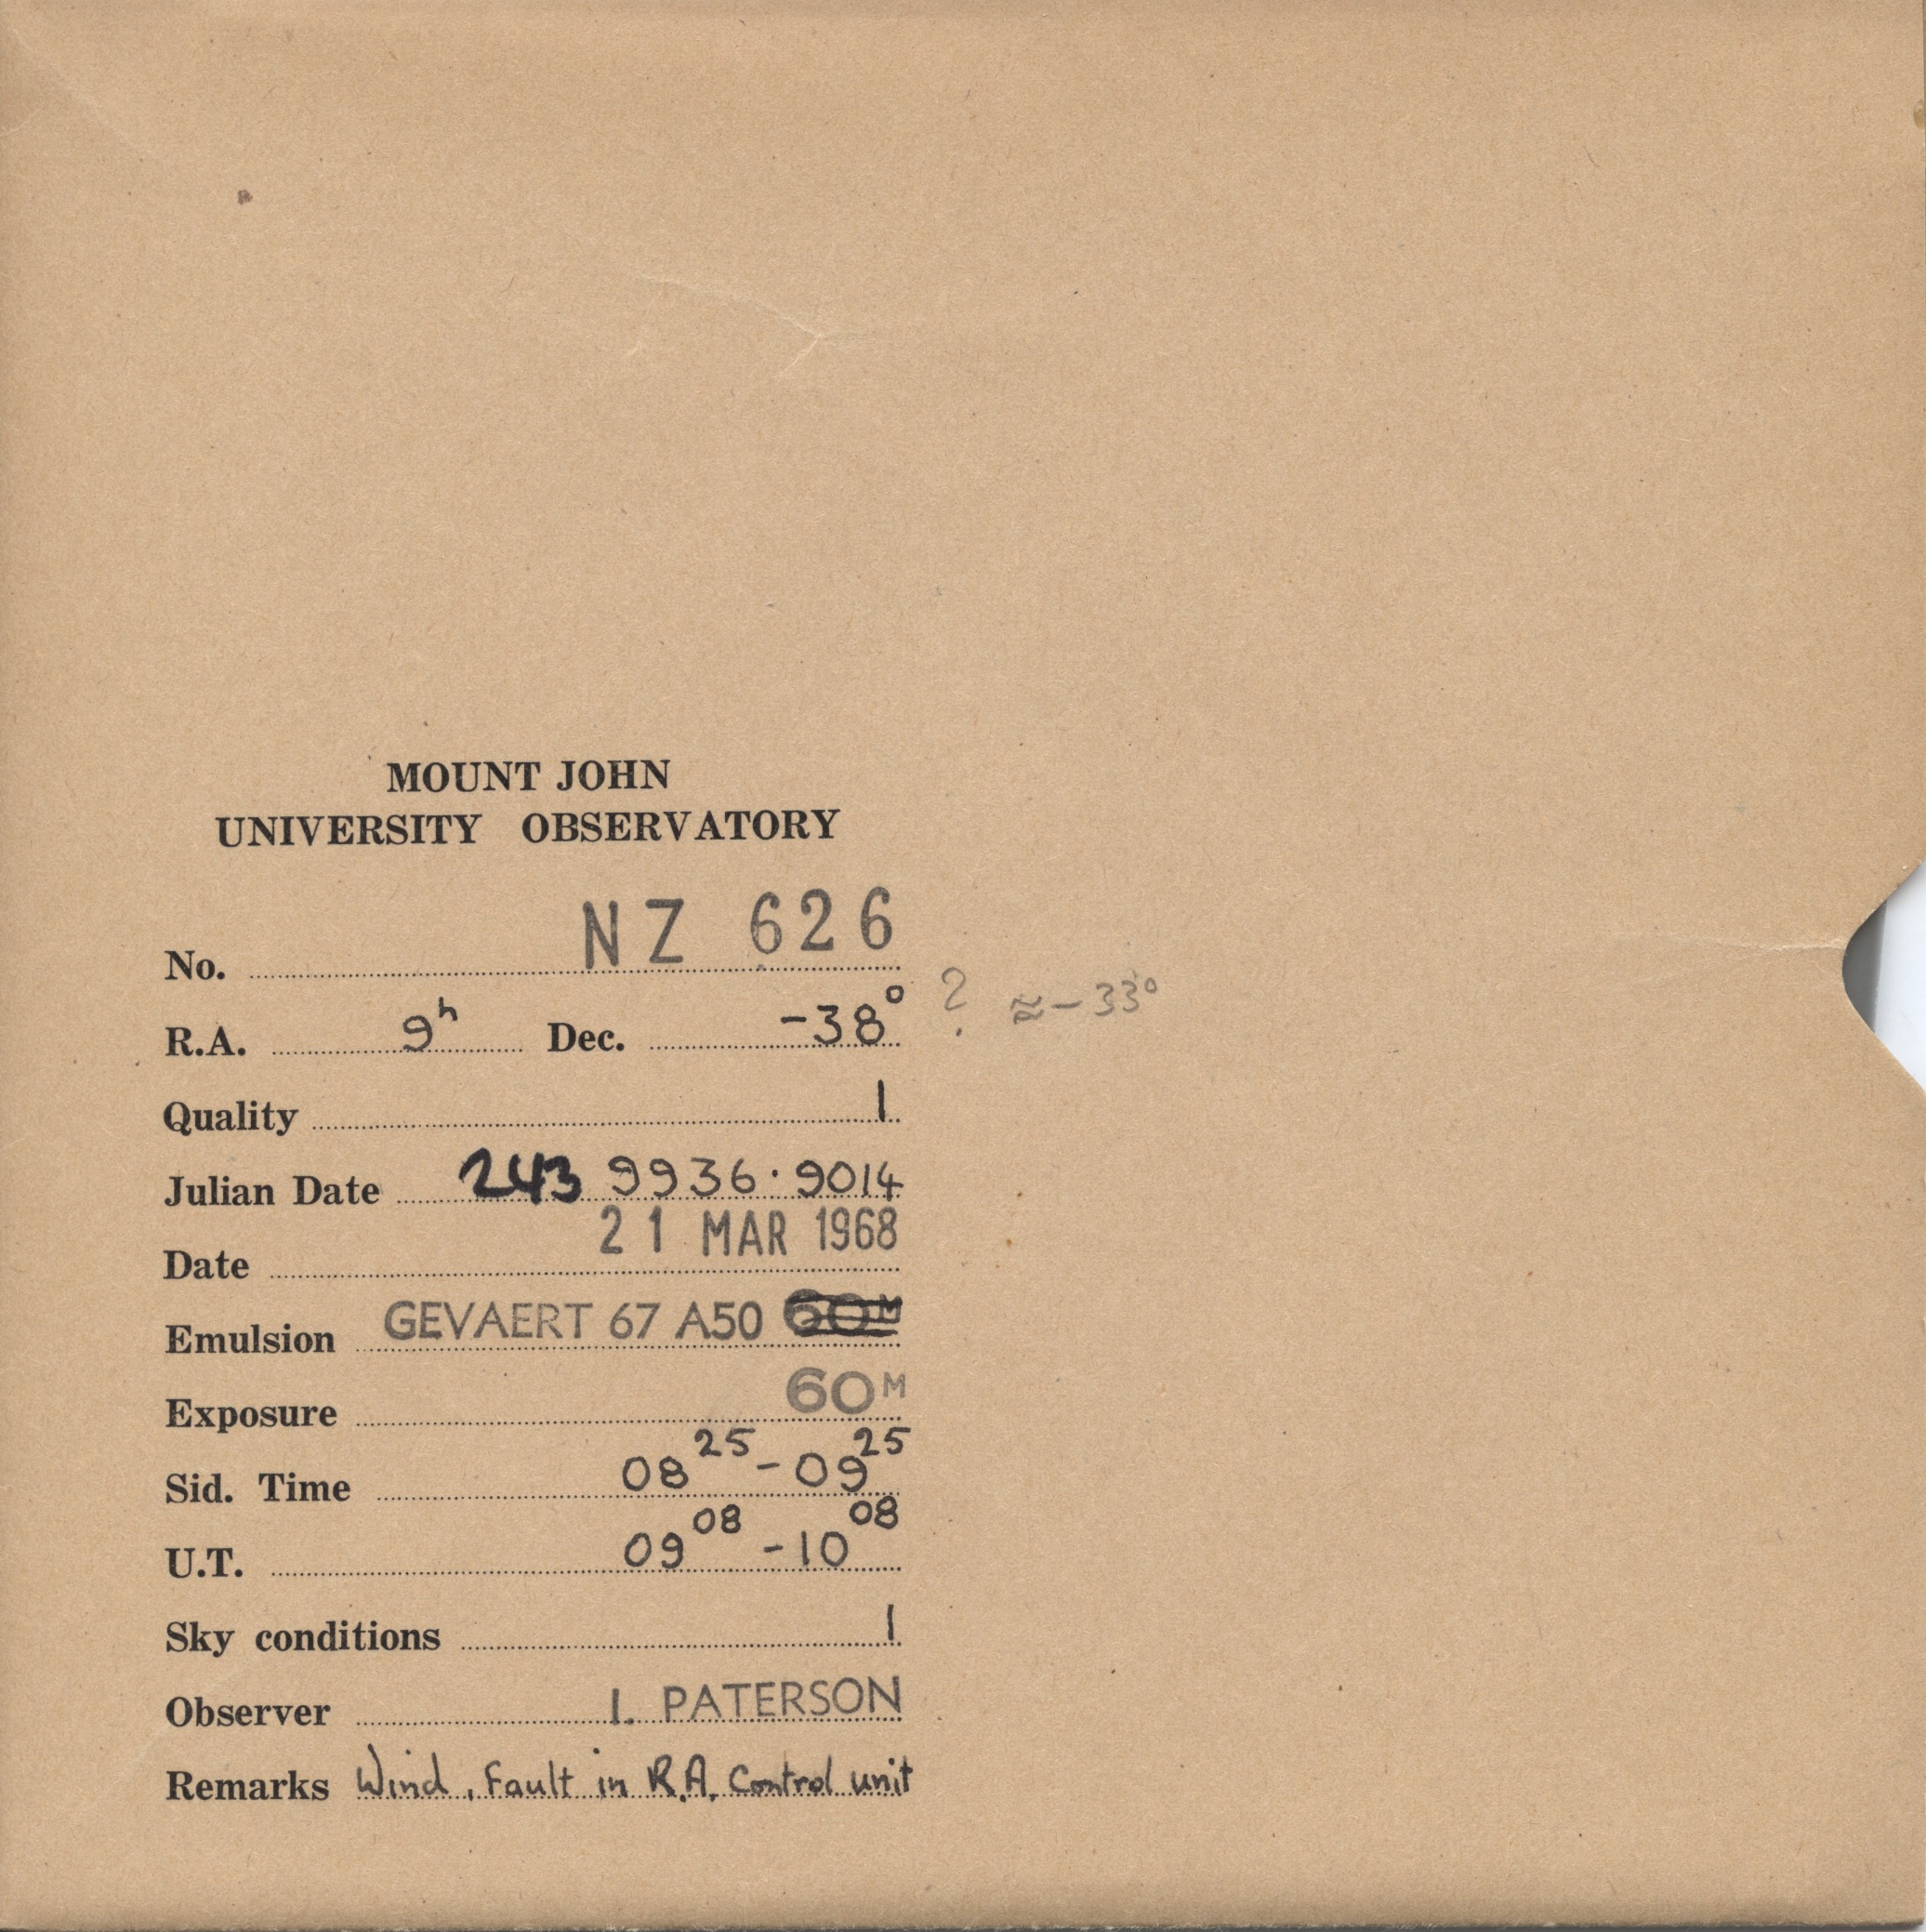 MOUNT JOHN
UNIVERSITY OBSERVATORY
No. NZ 626
R.A. 9h Dec. -38° ? ≈-33°
Quality 1
Julian Date 243 9936.9014
Date 21 MAR 1968
Emulsion GEVAERT 67 A50 60M
Exposure 60M
Sid. Time 08 25 - 09 25
U.T. 09 08 - 10 08
Sky conditions 1
Observer I. PATERSON
Remarks Wind, Fault in R.A. Control unit